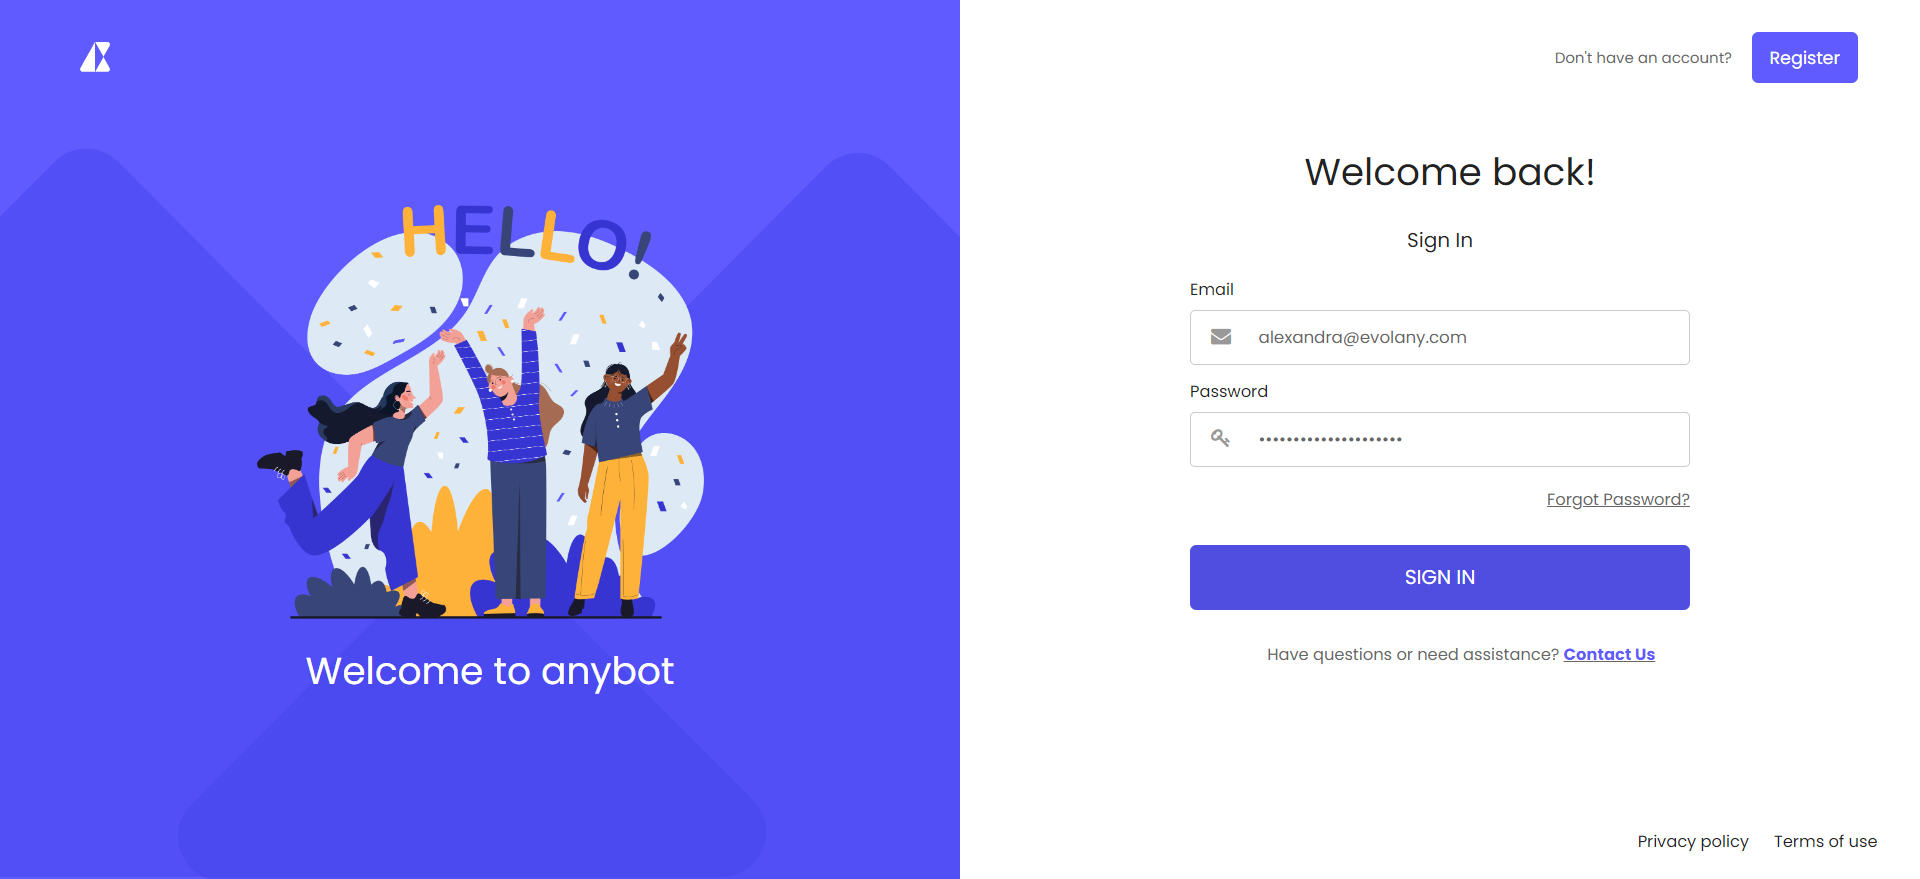 HELLO!
Welcome to anybot
Don't have an account?
Register
Welcome back!
Sign In
Email
alexandra@evolany.com
Password
•••••••••••••••••••••
Forgot Password?
SIGN IN
Have questions or need assistance? Contact Us
Privacy policy
Terms of use